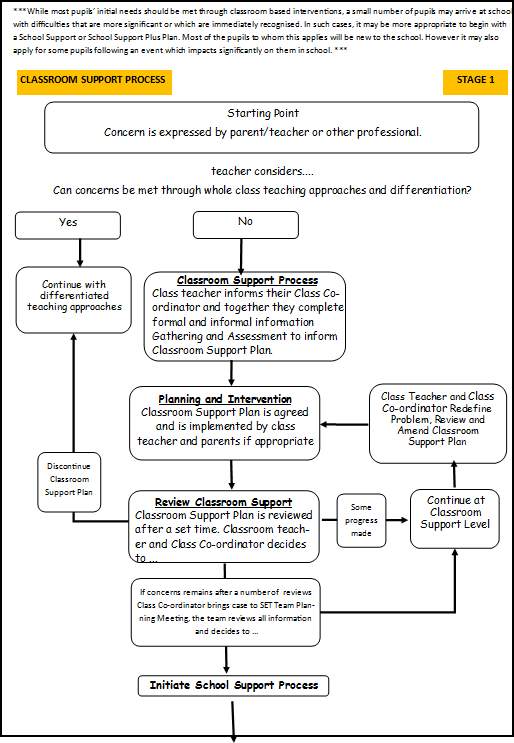 ***While most pupils' initial needs should be met through classroom based interventions, a small number of pupils may arrive at school
with difficulties that are more significant or which are immediately recognised. In such cases, it may be more appropriate to begin with
a School Support or School Support Plus Plan. Most of the pupils to whom this applies will be new to the school. However it may also
apply for some pupils following an event which impacts significantly on them in school. ***
CLASSROOM SUPPORT PROCESS
STAGE 1
Starting Point
Concern is expressed by parent/teacher or other professional.
teacher considers....
Can concerns be met through whole class teaching approaches and differentiation?
Yes
No
Continue with
differentiated
teaching approaches
Classroom Support Process
Class teacher informs their Class Co-
ordinator and together they complete
formal and informal information
Gathering and Assessment to inform
Classroom Support Plan.
Planning and Intervention
Classroom Support Plan is agreed
and is implemented by class
teacher and parents if appropriate
Class Teacher and Class
Co-ordinator Redefine
Problem, Review and
Amend Classroom
Support Plan
Discontinue
Classroom
Support Plan
Review Classroom Support
Classroom Support Plan is reviewed
after a set time. Classroom teach-
er and Class Co-ordinator decides
to ...
Some
progress
made
Continue at
Classroom
Support Level
If concerns remains after a number of reviews
Class Co-ordinator brings case to SET Team Plan-
ning Meeting, the team reviews all information
and decides to ...
Initiate School Support Process